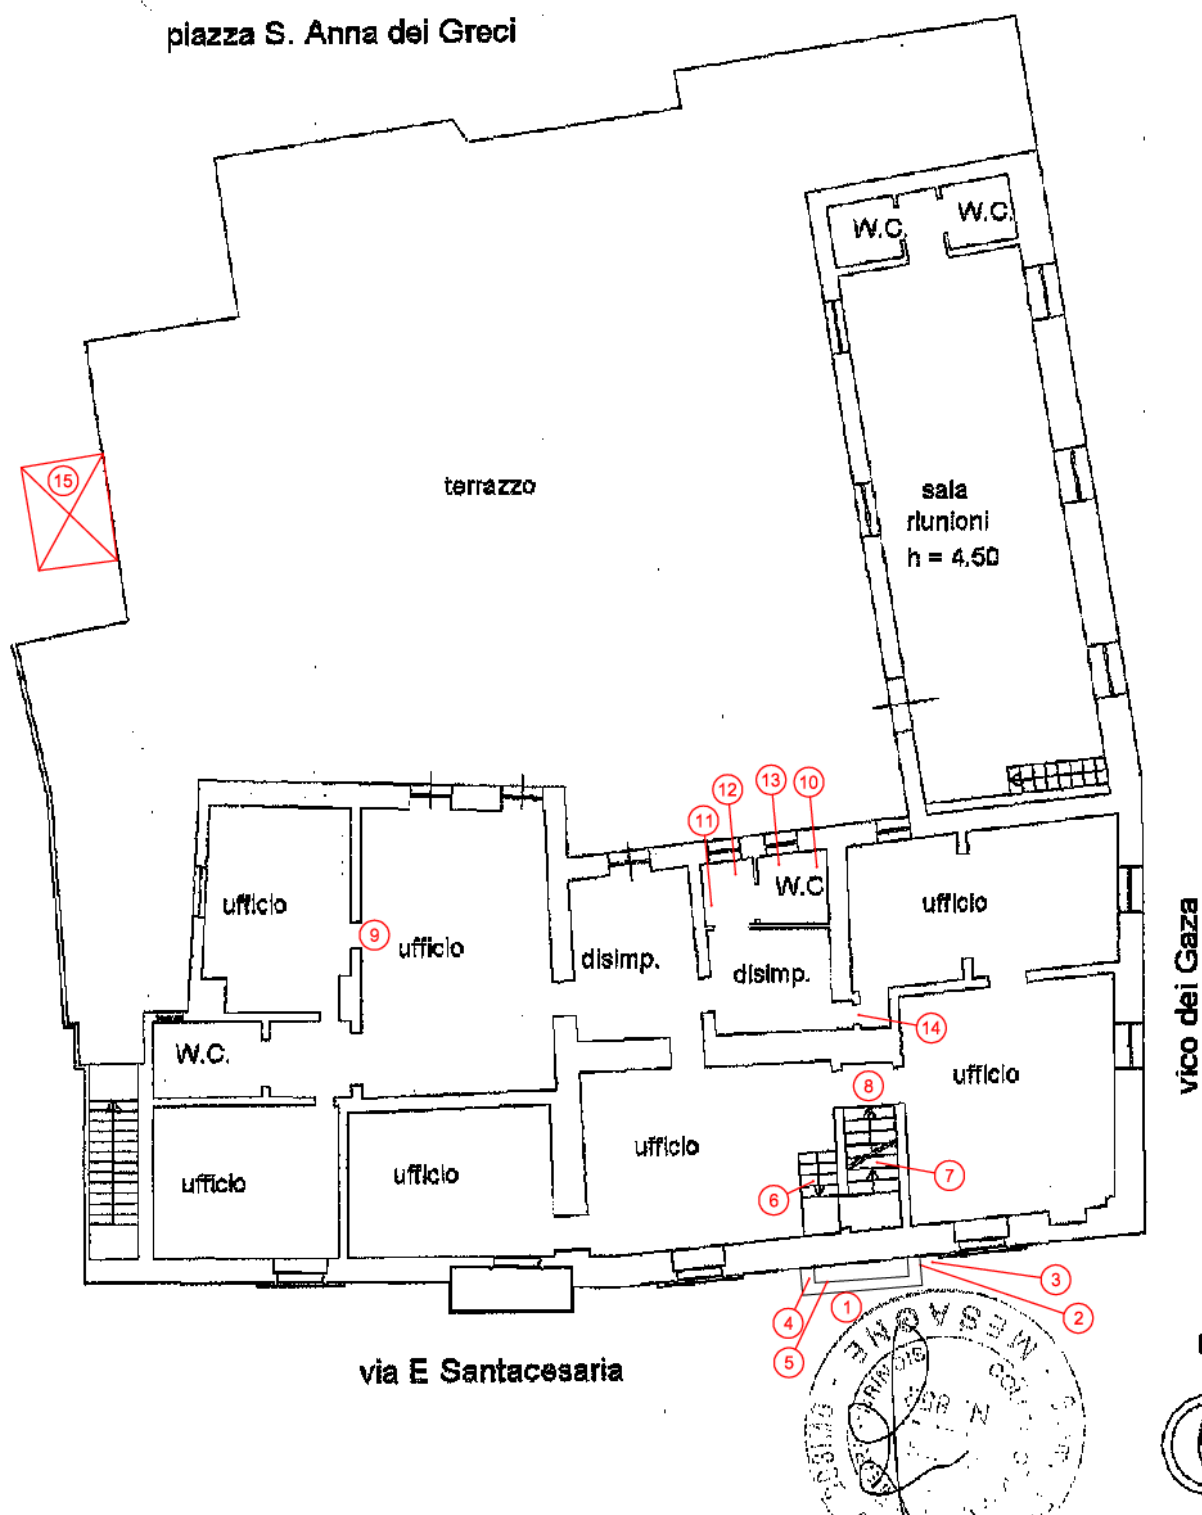 piazza S. Anna dei Greci
W.C.
W.C.
15
terrazzo
sala
riunioni
h = 4.50
13
10
12
11
W.C
ufficio
ufficio
9
ufficio
disimp.
disimp.
14
W.C.
8
ufficio
ufficio
ufficio
ufficio
7
6
vico dei Gaza
3
4
1
2
5
via E Santacesaria
MESAGNE
N.